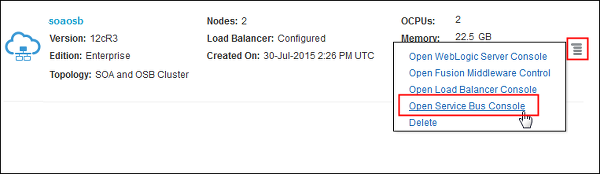 soaosb
Nodes: 2
OCPUs: 2
Version: 12cR3
Load Balancer: Configured
Memory: 22.5 GB
Edition: Enterprise
Created On: 30-Jul-2015 2:26 PM UTC
Topology: SOA and OSB Cluster
Open WebLogic Server Console
Open Fusion Middleware Control
Open Load Balancer Console
Open Service Bus Console
Delete